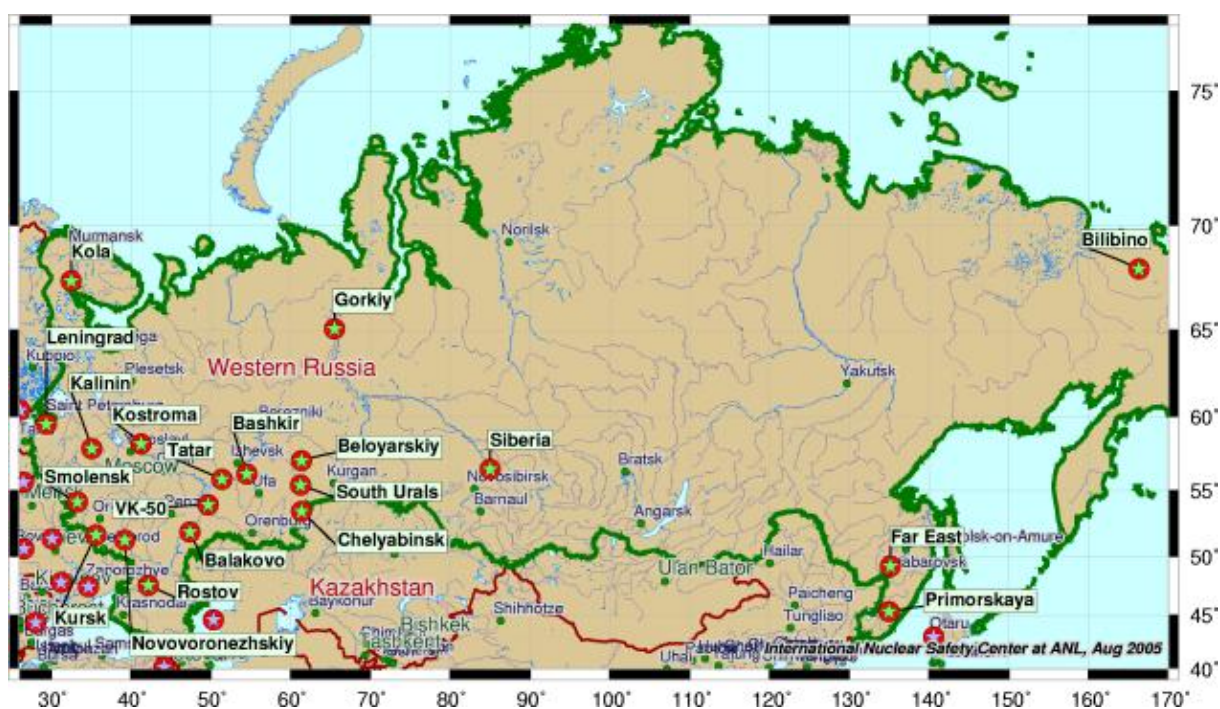 75°
Murmansk
70°
Kola
Norilsk
Bilibino
Gorkiy
Leningrad
65°
Kuopio
Plesetsk
Western Russia
Yakutsk
Kalinin
Saint Petersburg
Kostroma
Berezniki
60°
Bashkir
Beloyarskiy
Siberia
Tatar
Izhevsk
Moscow
Kurgan
Novosibirsk
Bratsk
Smolensk
Ufa
South Urals
Barnaul
55°
VK-50
Orenburg
Chelyabinsk
Angarsk
Far East
Balakovo
Hailar
50°
Zaporozhye
Kazakhstan
Ulan Bator
Rostov
Paicheng
Primorskaya
Krasnodar
Baykonur
Shihhotze
Tungliao
45°
Kursk
Bishkek
Otaru
Novovoronezhskiy
Tashkent
International Nuclear Safety Center at ANL, Aug 2005
40°
30 40 50 60 70 80 90 100° 110° 120° 130° 140° 150° 160° 170°